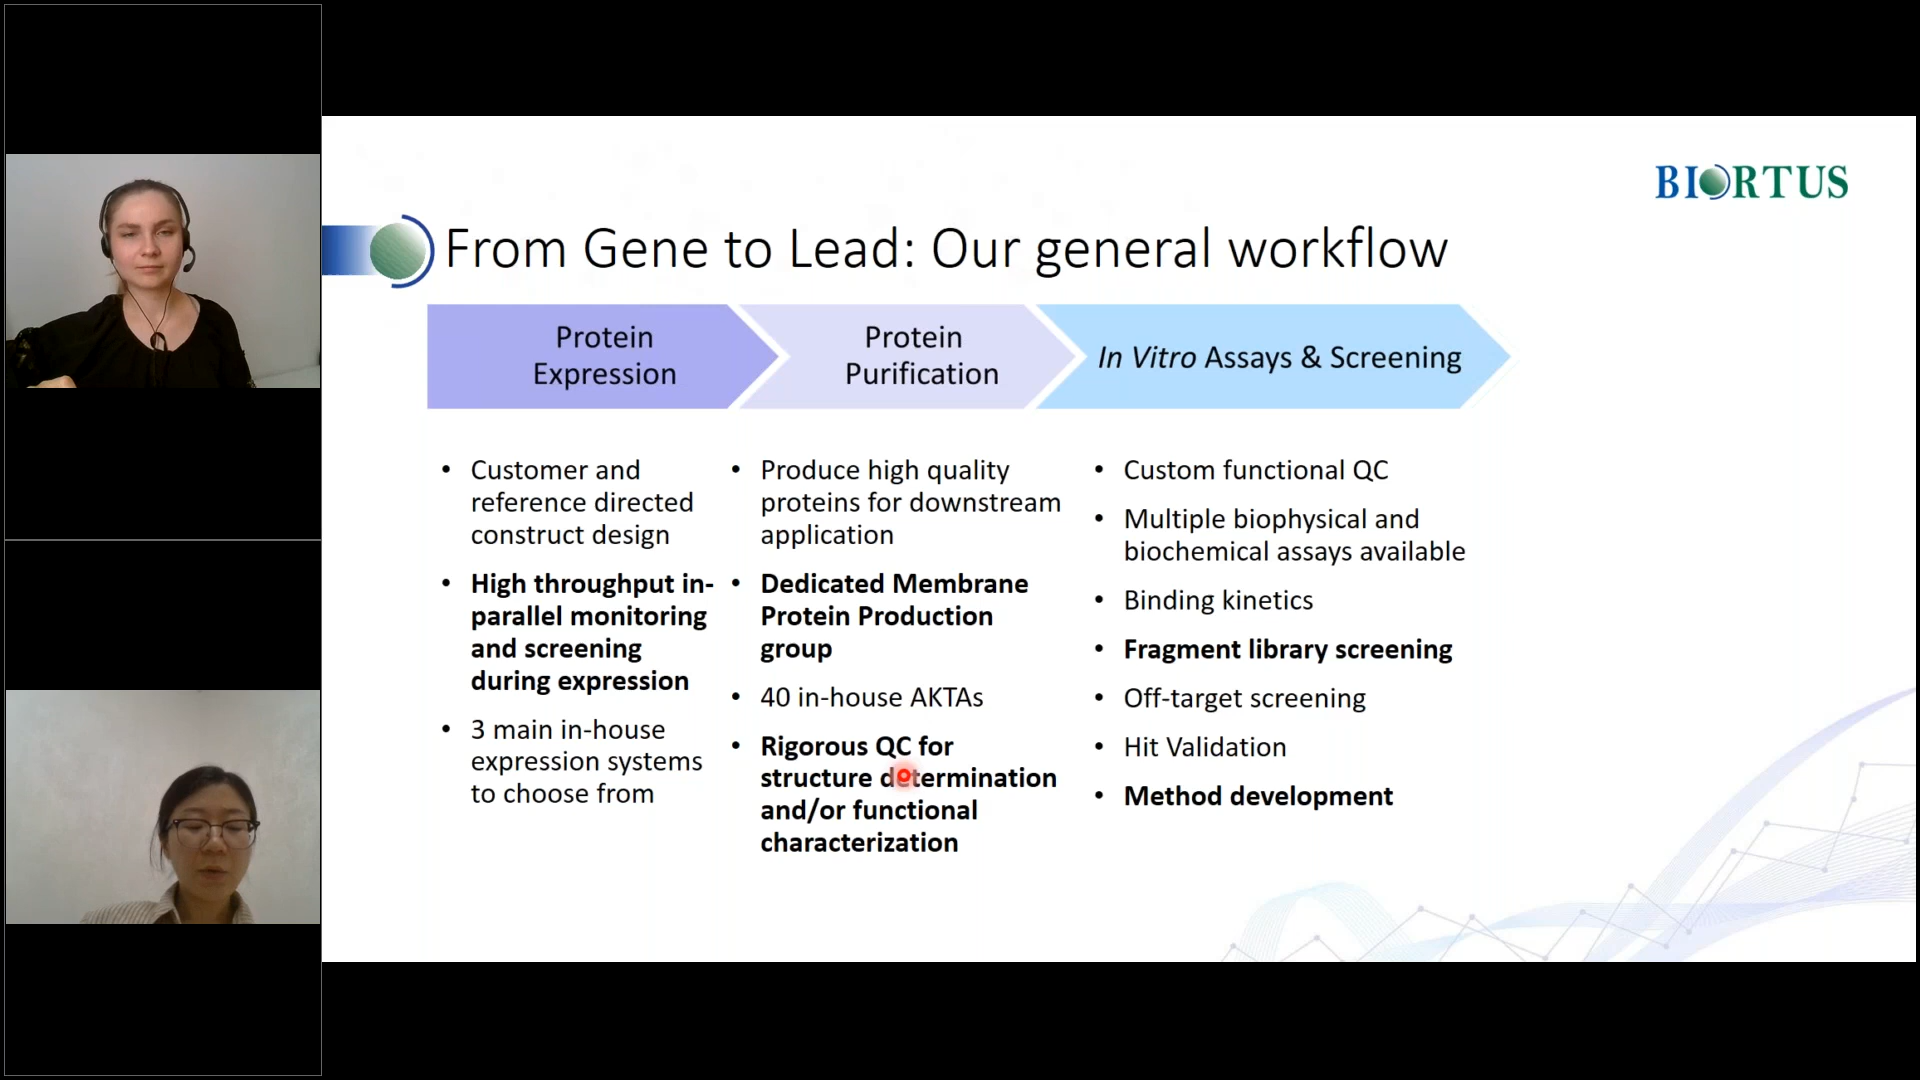 BIORTUS
From Gene to Lead: Our general workflow
Protein
Expression
Protein
Purification
In Vitro Assays & Screening
• Customer and
reference directed
construct design
• High throughput in-
parallel monitoring
and screening
during expression
• 3 main in-house
expression systems
to choose from
• Produce high quality
proteins for downstream
application
• Dedicated Membrane
Protein Production
group
• 40 in-house AKTAs
• Rigorous QC for
structure determination
and/or functional
characterization
• Custom functional QC
• Multiple biophysical and
biochemical assays available
• Binding kinetics
• Fragment library screening
• Off-target screening
• Hit Validation
• Method development